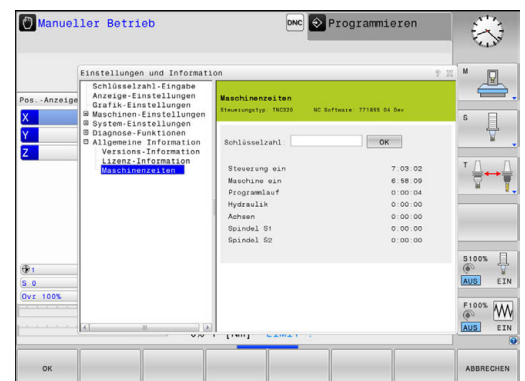 Manueller Betrieb
DNC
Programmieren
Einstellungen und Information
Pos.-Anzeige
X
Y
Z
1
S 0
Ovr 100%
Schlüsselzahl-Eingabe
Anzeige-Einstellungen
Grafik-Einstellungen
Maschinen-Einstellungen
System-Einstellungen
Diagnose-Funktionen
Allgemeine Information
Versions-Information
Lizenz-Information
Maschinenzeiten
Maschinenzeiten
Steuerungstyp: TNC320 NC Software: 771855 04 Dev
Schlüsselzahl: OK
Steuerung ein 7:03:02
Maschine ein 6:58:09
Programmlauf 0:00:04
Hydraulik 0:00:00
Achsen 0:00:00
Spindel S1 0:00:00
Spindel S2 0:00:00
M
S
T
S100%
AUS EIN
F100%
AUS EIN
OK
ABBRECHEN